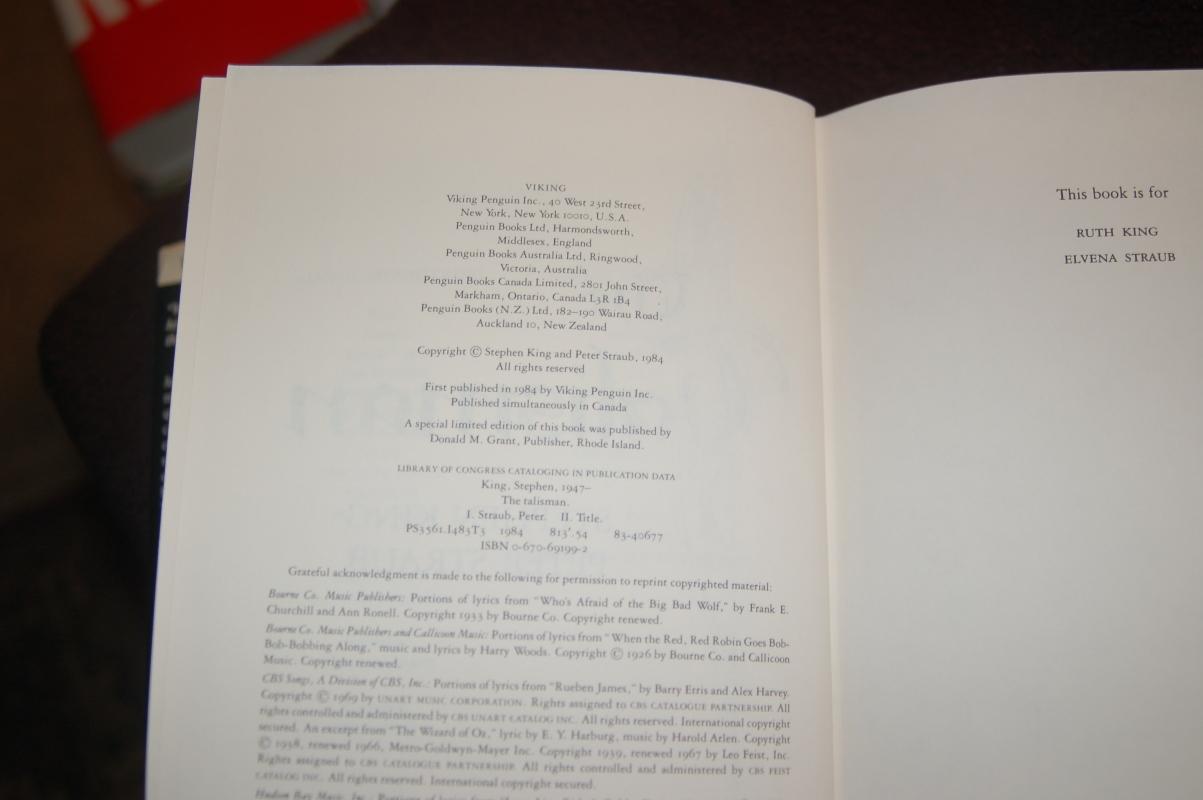 VIKING
Viking Penguin Inc., 40 West 23rd Street,
New York, New York 10010, U.S.A.
Penguin Books Ltd, Harmondsworth,
Middlesex, England
Penguin Books Australia Ltd, Ringwood,
Victoria, Australia
Penguin Books Canada Limited, 2801 John Street,
Markham, Ontario, Canada L3R 1B4
Penguin Books (N.Z.) Ltd, 182–190 Wairau Road,
Auckland 10, New Zealand
Copyright © Stephen King and Peter Straub, 1984
All rights reserved
First published in 1984 by Viking Penguin Inc.
Published simultaneously in Canada
A special limited edition of this book was published by
Donald M. Grant, Publisher, Rhode Island.
LIBRARY OF CONGRESS CATALOGING IN PUBLICATION DATA
King, Stephen, 1947–
The talisman.
I. Straub, Peter. II. Title.
PS3561.I483T3 1984 813'.54 83-40677
ISBN 0-670-69199-2
Grateful acknowledgment is made to the following for permission to reprint copyrighted material:
Bourne Co. Music Publishers: Portions of lyrics from "Who's Afraid of the Big Bad Wolf," by Frank E.
Churchill and Ann Ronell. Copyright 1933 by Bourne Co. Copyright renewed.
Bourne Co. Music Publishers and Callicoon Music: Portions of lyrics from "When the Red, Red Robin Goes Bob-
Bob-Bobbing Along," music and lyrics by Harry Woods. Copyright © 1926 by Bourne Co. and Callicoon
Music. Copyright renewed.
CBS Songs, A Division of CBS, Inc.: Portions of lyrics from "Rueben James," by Barry Etris and Alex Harvey.
Copyright © 1969 by UNART MUSIC CORPORATION. Rights assigned to CBS CATALOGUE PARTNERSHIP. All
rights controlled and administered by CBS UNART CATALOG INC. All rights reserved. International copyright
secured. An excerpt from "The Wizard of Oz," lyric by E. Y. Harburg, music by Harold Arlen. Copyright
© 1938, renewed 1966, Metro-Goldwyn-Mayer Inc. Copyright 1939, renewed 1967 by Leo Feist, Inc.
Rights assigned to CBS CATALOGUE PARTNERSHIP. All rights controlled and administered by CBS FEIST
CATALOG INC. All rights reserved. International copyright secured.
Hudson Bay Music, Inc.: Portions of lyrics from
This book is for
RUTH KING
ELVENA STRAUB